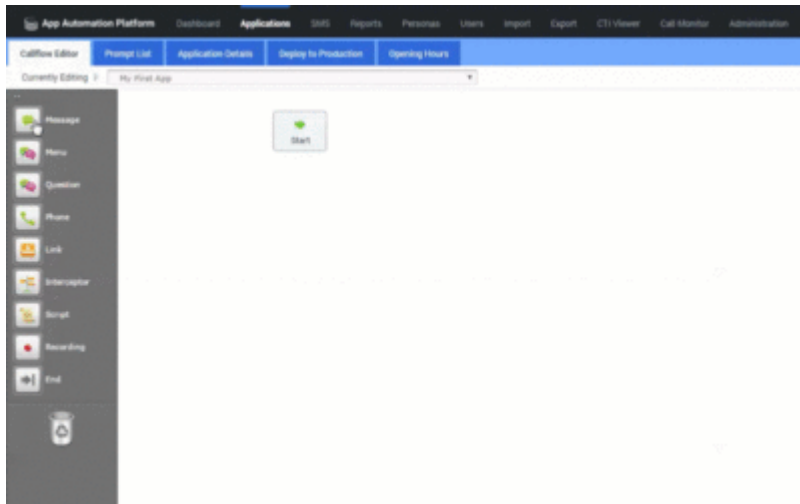 App Automation Platform Dashboard Applications SMS Reports Personas Users Import Export CTI Viewer Call Monitor Administration
Callflow Editor Prompt List Application Details Deploy to Production Opening Hours
Currently Editing My First App
Message
Start
Menu
Question
Phone
Link
Interceptor
Script
Recording
End